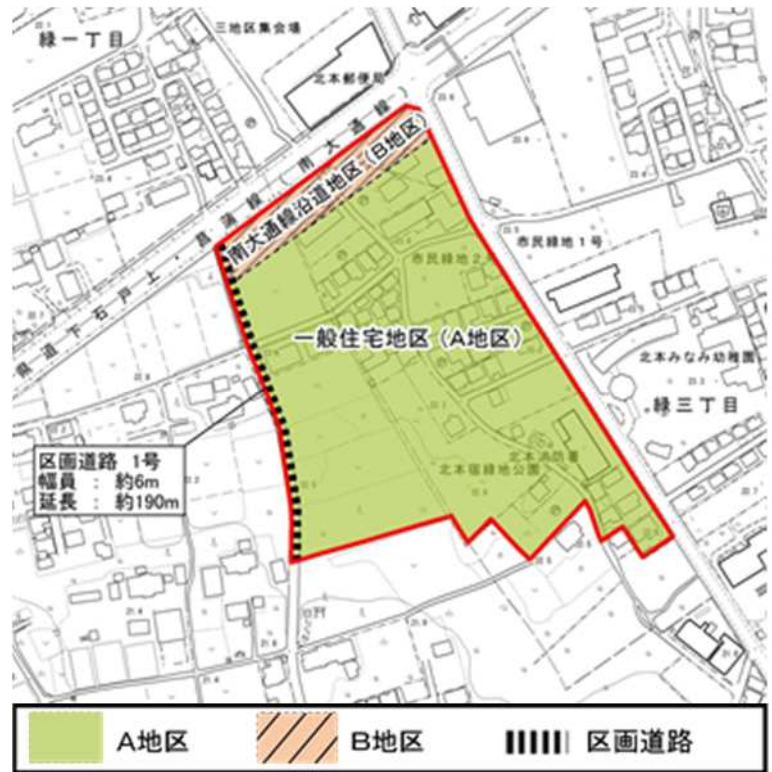 緑一丁目
三地区集会場
北本郵便局
県道下石戸上・菖蒲線（南大通線）
南大通線沿道地区（B地区）
市民緑地2号
市民緑地1号
一般住宅地区（A地区）
北本みなみ幼稚園
緑三丁目
北本消防署
北本宿緑地公園
区画道路 1号
幅員 ： 約6m
延長 ： 約190m
A地区
B地区
区画道路